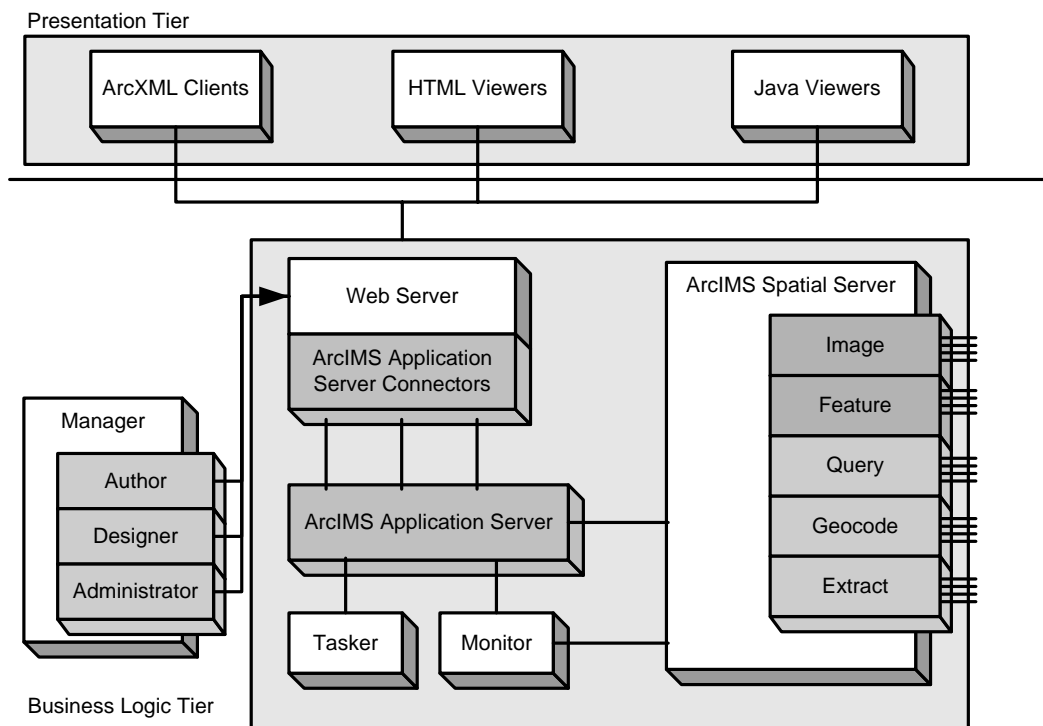 Presentation Tier
ArcXML Clients
HTML Viewers
Java Viewers
Web Server
ArcIMS Application
Server Connectors
ArcIMS Spatial Server
Image
Feature
Query
Geocode
Extract
Manager
Author
Designer
Administrator
ArcIMS Application Server
Tasker
Monitor
Business Logic Tier